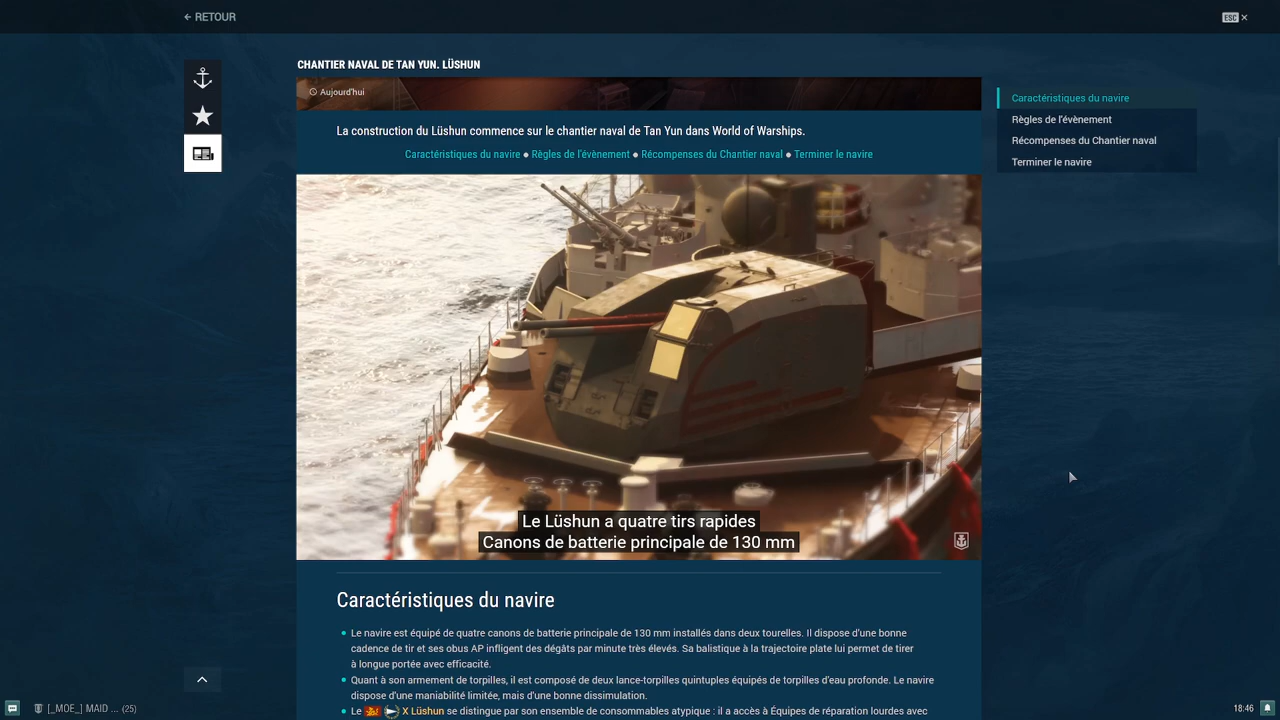 ← RETOUR
ESC ×
CHANTIER NAVAL DE TAN YUN. LÜSHUN
Aujourd'hui
La construction du Lüshun commence sur le chantier naval de Tan Yun dans World of Warships.
Caractéristiques du navire ● Règles de l'évènement ● Récompenses du Chantier naval ● Terminer le navire
Caractéristiques du navire
Règles de l'évènement
Récompenses du Chantier naval
Terminer le navire
Le Lüshun a quatre tirs rapides
Canons de batterie principale de 130 mm
Caractéristiques du navire
• Le navire est équipé de quatre canons de batterie principale de 130 mm installés dans deux tourelles. Il dispose d'une bonne
cadence de tir et ses obus AP infligent des dégâts par minute très élevés. Sa balistique à la trajectoire plate lui permet de tirer
à longue portée avec efficacité.
• Quant à son armement de torpilles, il est composé de deux lance-torpilles quintuples équipés de torpilles d'eau profonde. Le navire
dispose d'une maniabilité limitée, mais d'une bonne dissimulation.
• Le X Lüshun se distingue par son ensemble de consommables atypique : il a accès à Équipes de réparation lourdes avec
[_MOE_] MAID ... (25)
18:46